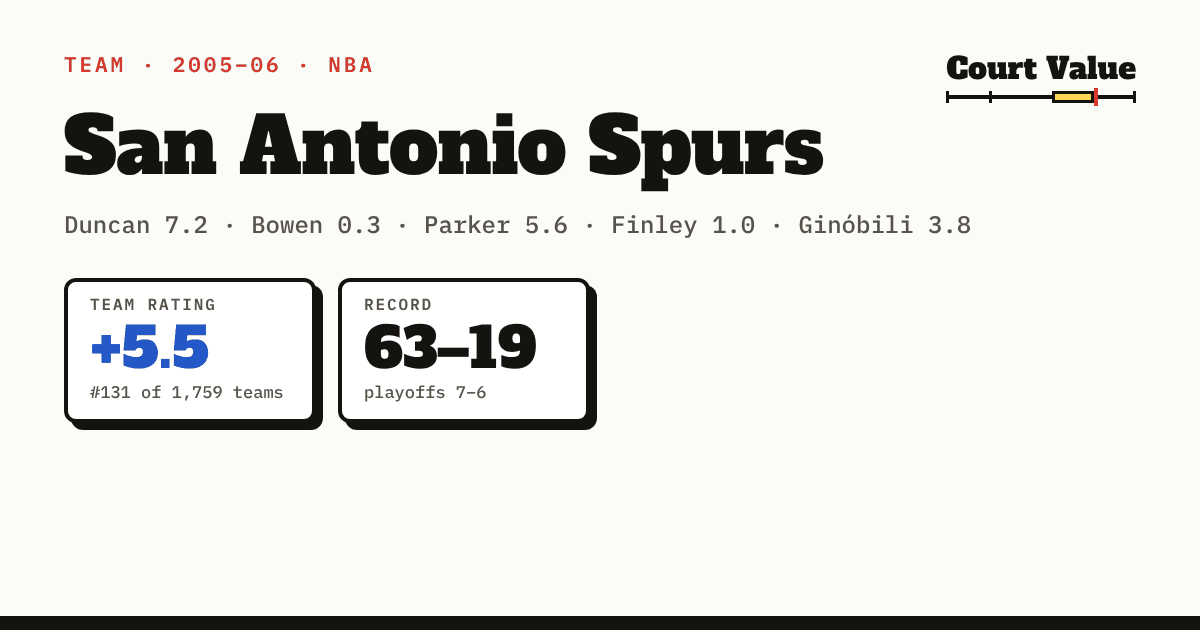 TEAM · 2005–06 · NBA
Court Value
San Antonio Spurs
Duncan 7.2 · Bowen 0.3 · Parker 5.6 · Finley 1.0 · Ginóbili 3.8
TEAM RATING
+5.5
#131 of 1,759 teams
RECORD
63–19
playoffs 7–6